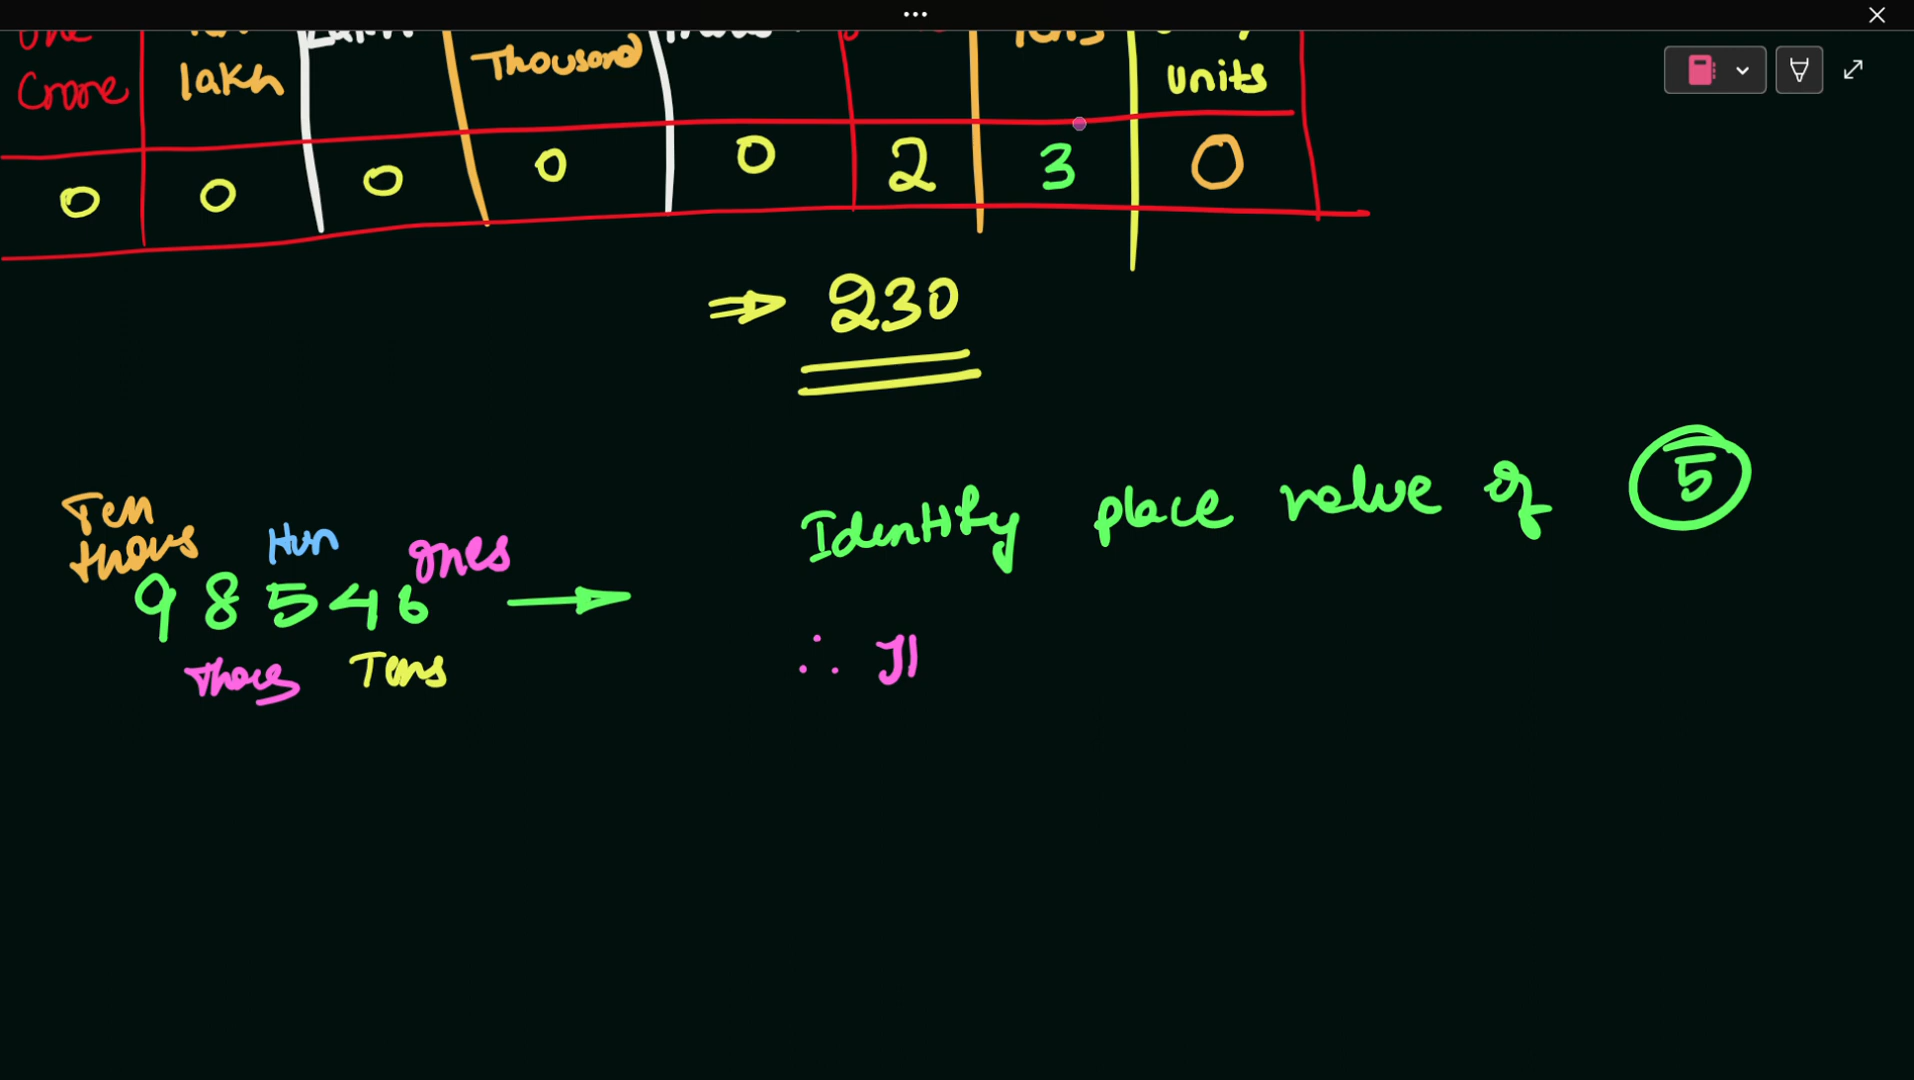 Crore lakh Thousand Tens units
0 0 0 0 0 2 3 0
⇒ 230
Identify place value of 5
Ten
thous Hun ones
9 8 5 4 6 →
Thous Tens
∴